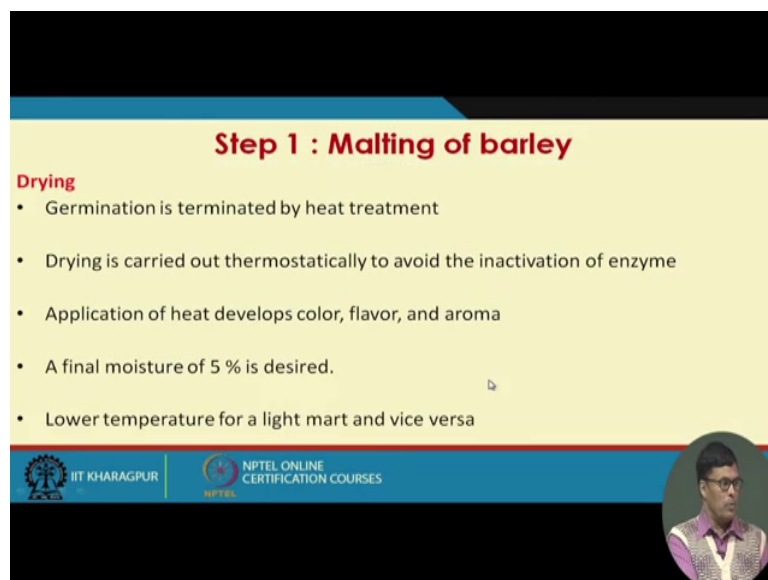 Step 1 : Malting of barley
Drying
• Germination is terminated by heat treatment
• Drying is carried out thermostatically to avoid the inactivation of enzyme
• Application of heat develops color, flavor, and aroma
• A final moisture of 5 % is desired.
• Lower temperature for a light mart and vice versa
IIT KHARAGPUR
NPTEL
NPTEL ONLINE
CERTIFICATION COURSES